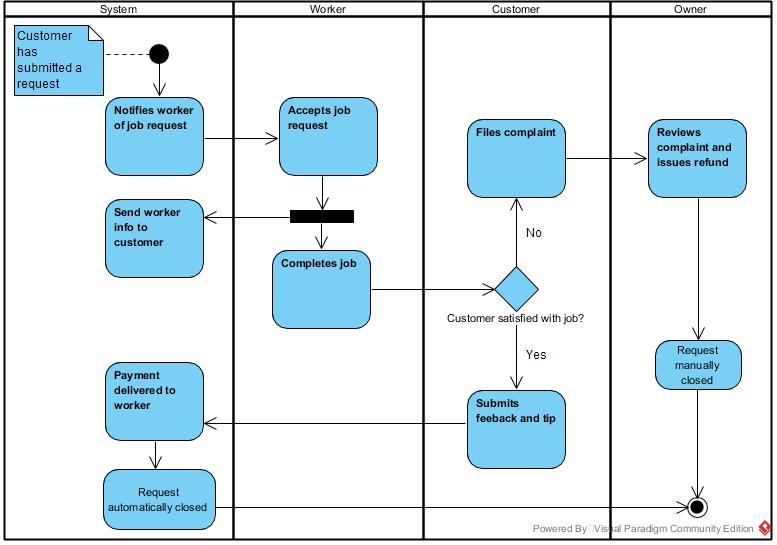 System
Worker
Customer
Owner
Customer
has
submitted a
request
Notifies worker
of job request
Accepts job
request
Files complaint
Reviews
complaint and
issues refund
Send worker
info to
customer
No
Completes job
Customer satisfied with job?
Yes
Request
manually
closed
Payment
delivered to
worker
Submits
feeback and tip
Request
automatically closed
Powered By Visual Paradigm Community Edition